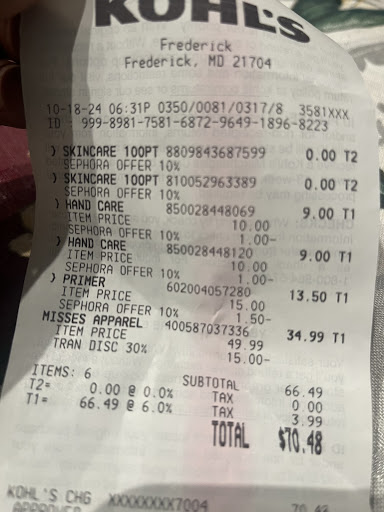 KOHL'S
Frederick
Frederick, MD 21704
10-18-24 06:31P 0350/0081/0317/8 3581XXX
ID - 999-8981-7581-6872-9649-1896-8223
) SKINCARE 100PT 8809843687599 0.00 T2
SEPHORA OFFER 10%
) SKINCARE 100PT 810052963389 0.00 T2
SEPHORA OFFER 10%
) HAND CARE 850028448069 9.00 T1
ITEM PRICE 10.00
SEPHORA OFFER 10% 1.00-
) HAND CARE 850028448120 9.00 T1
ITEM PRICE 10.00
SEPHORA OFFER 10% 1.00-
) PRIMER 602004057280 13.50 T1
ITEM PRICE 15.00
SEPHORA OFFER 10% 1.50-
MISSES APPAREL 400587037336 34.99 T1
ITEM PRICE 49.99
TRAN DISC 30% 15.00-
ITEMS: 6 SUBTOTAL 66.49
T2= 0.00 @ 0.0% TAX 0.00
T1= 66.49 @ 6.0% TAX 3.99
TOTAL $70.48
KOHL'S CHG XXXXXXXX7004 70.48
APPROVED